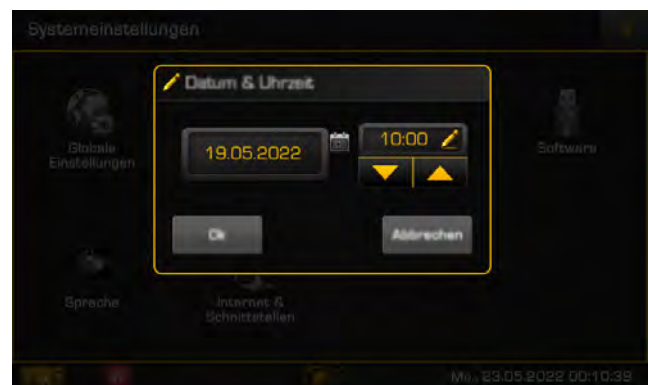 Systemeinstellungen
Datum & Uhrzeit
19.05.2022
10:00
Globale
Einstellungen
Software
Ok
Abbrechen
Sprache
Internet &
Schnittstellen
23.05.2022 00:10:39